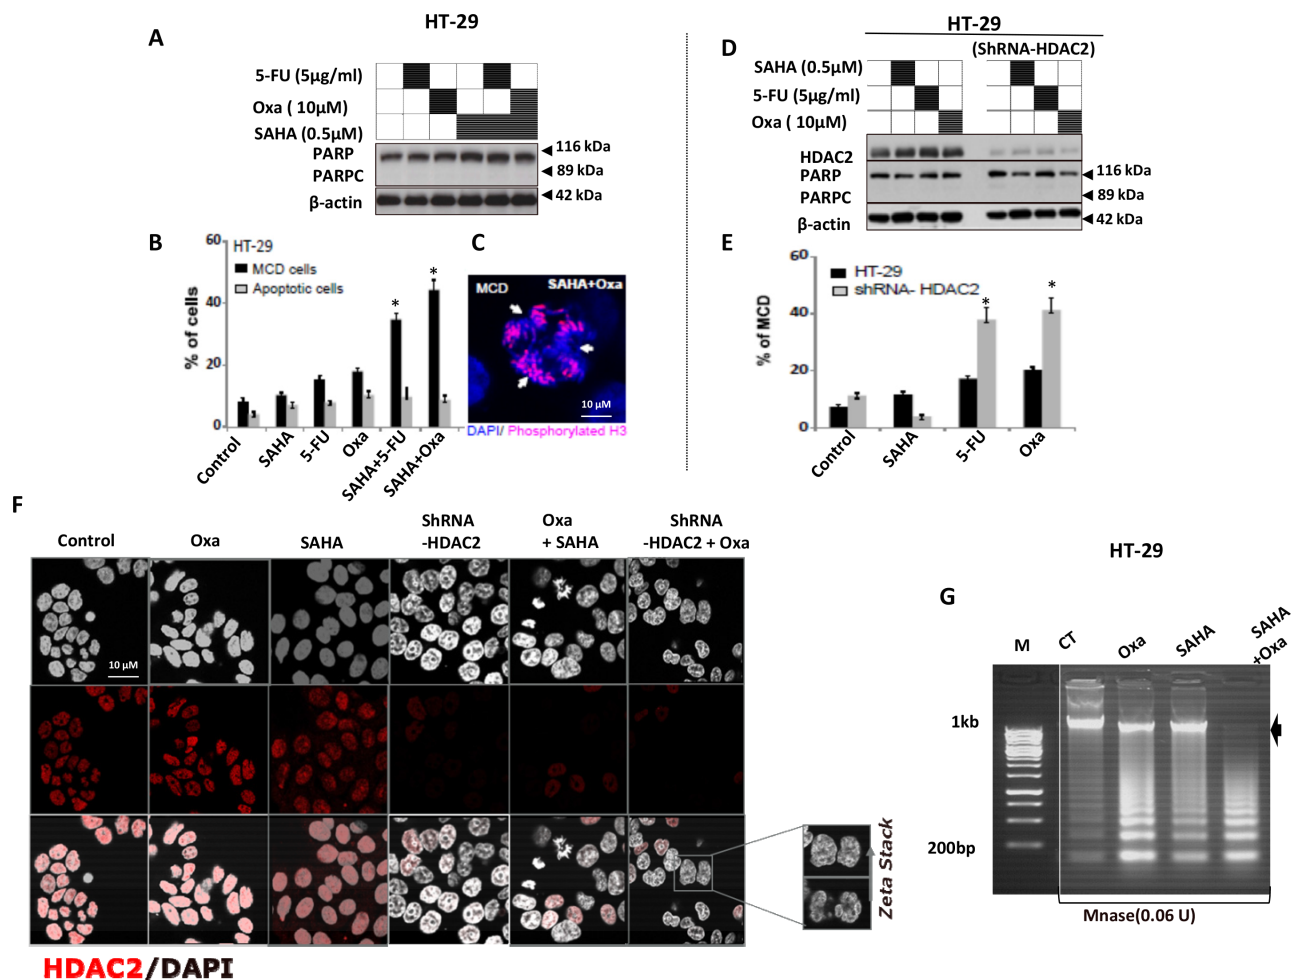 HT-29
A
5-FU (5µg/ml)
Oxa ( 10µM)
SAHA (0.5µM)
PARP
PARPC
β-actin
116 kDa
89 kDa
42 kDa
B
HT-29
MCD cells
Apoptotic cells
% of cells
60
40
20
0
Control
SAHA
5-FU
Oxa
SAHA+5-FU
SAHA+Oxa
*
*
C
MCD
SAHA+Oxa
10 µM
DAPI/ Phosphorylated H3
D
HT-29
(ShRNA-HDAC2)
SAHA (0.5µM)
5-FU (5µg/ml)
Oxa ( 10µM)
HDAC2
PARP
PARPC
β-actin
116 kDa
89 kDa
42 kDa
E
HT-29
shRNA- HDAC2
% of MCD
60
40
20
0
Control
SAHA
5-FU
Oxa
*
*
F
Control
Oxa
SAHA
ShRNA
-HDAC2
Oxa
+ SAHA
ShRNA
-HDAC2 + Oxa
10 µM
Zeta Stack
HDAC2/DAPI
HT-29
G
M
CT
Oxa
SAHA
SAHA
+Oxa
1kb
200bp
Mnase(0.06 U)